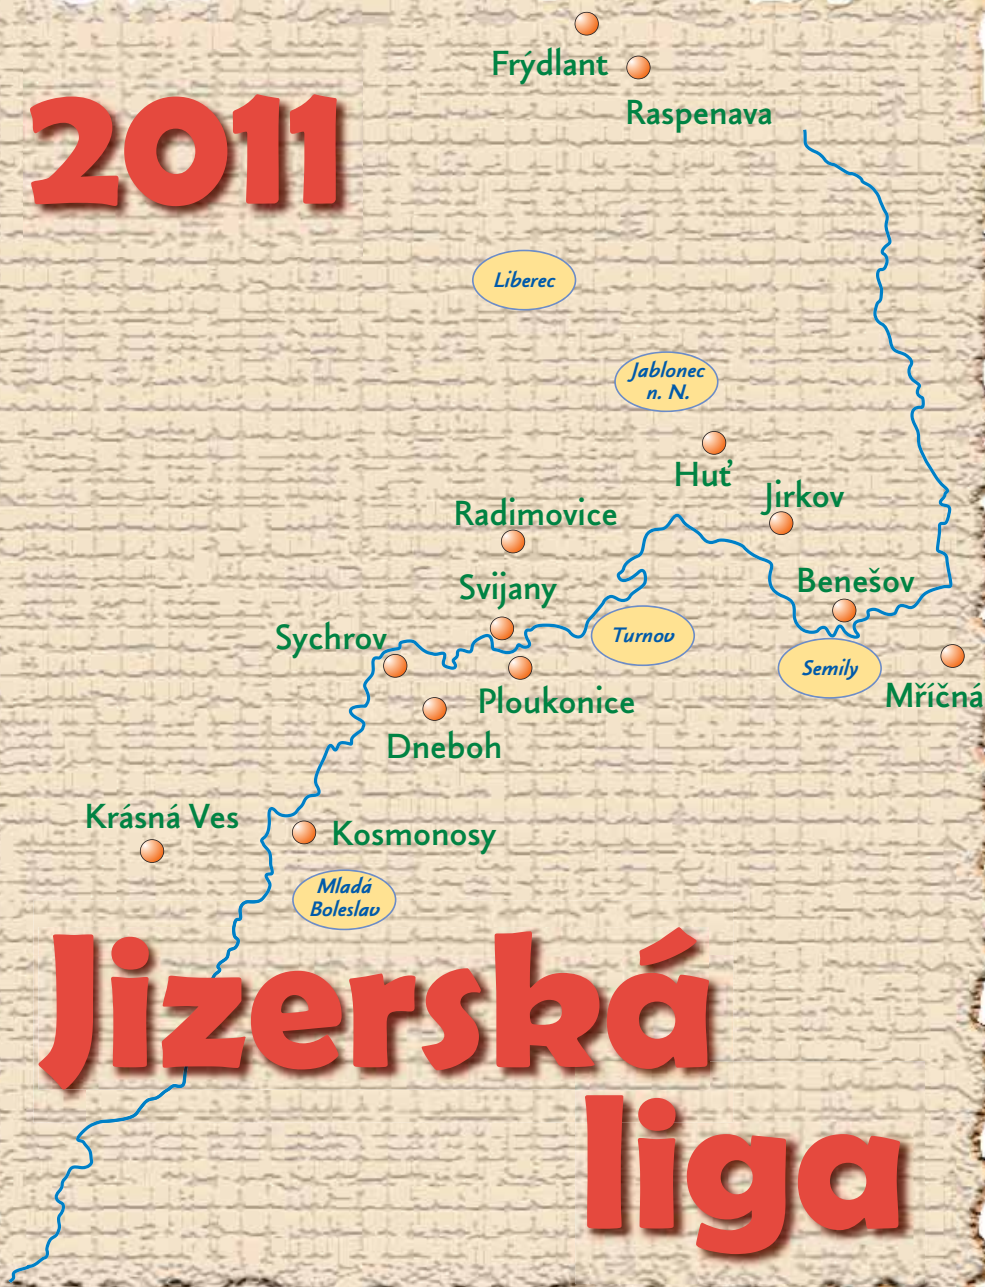 Frýdlant
Raspenava
2011
Liberec
Jablonec
n. N.
Huť
Jirkov
Radimovice
Benešov
Svijany
Turnov
Sychrov
Semily
Mříčná
Ploukonice
Dneboh
Krásná Ves
Kosmonosy
Mladá
Boleslav
Jizerská
liga